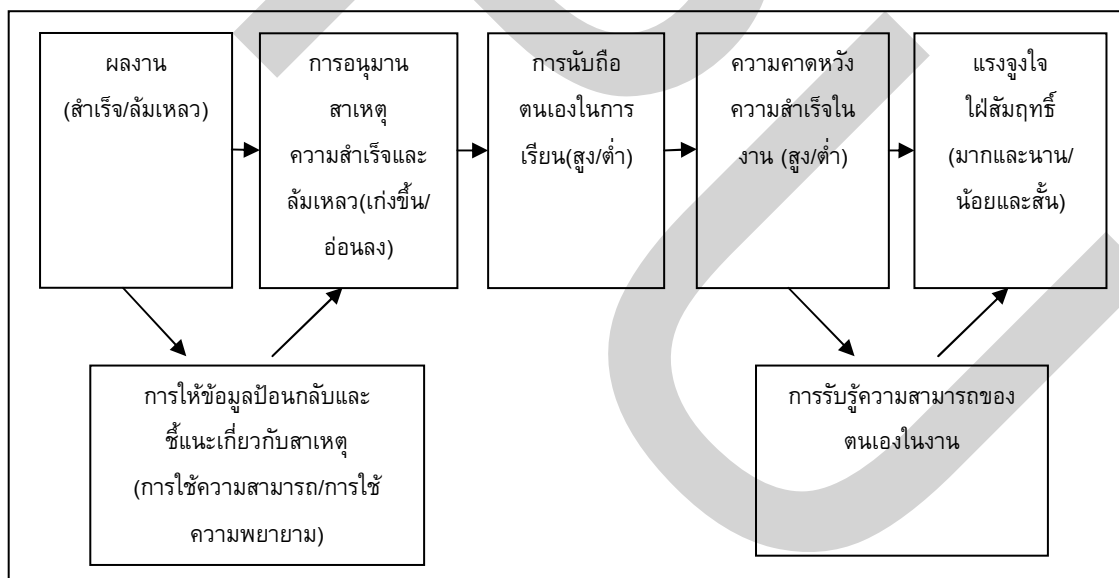 ผลงาน
(สำเร็จ/ล้มเหลว)
การอนุมาน
สาเหตุ
ความสำเร็จและ
ล้มเหลว(เก่งขึ้น/
อ่อนลง)
การนับถือ
ตนเองในการ
เรียน(สูง/ต่ำ)
ความคาดหวัง
ความสำเร็จใน
งาน (สูง/ต่ำ)
แรงจูงใจ
ใฝ่สัมฤทธิ์
(มากและนาน/
น้อยและสั้น)
การให้ข้อมูลป้อนกลับและ
ชี้แนะเกี่ยวกับสาเหตุ
(การใช้ความสามารถ/การใช้
ความพยายาม)
การรับรู้ความสามารถของ
ตนเองในงาน